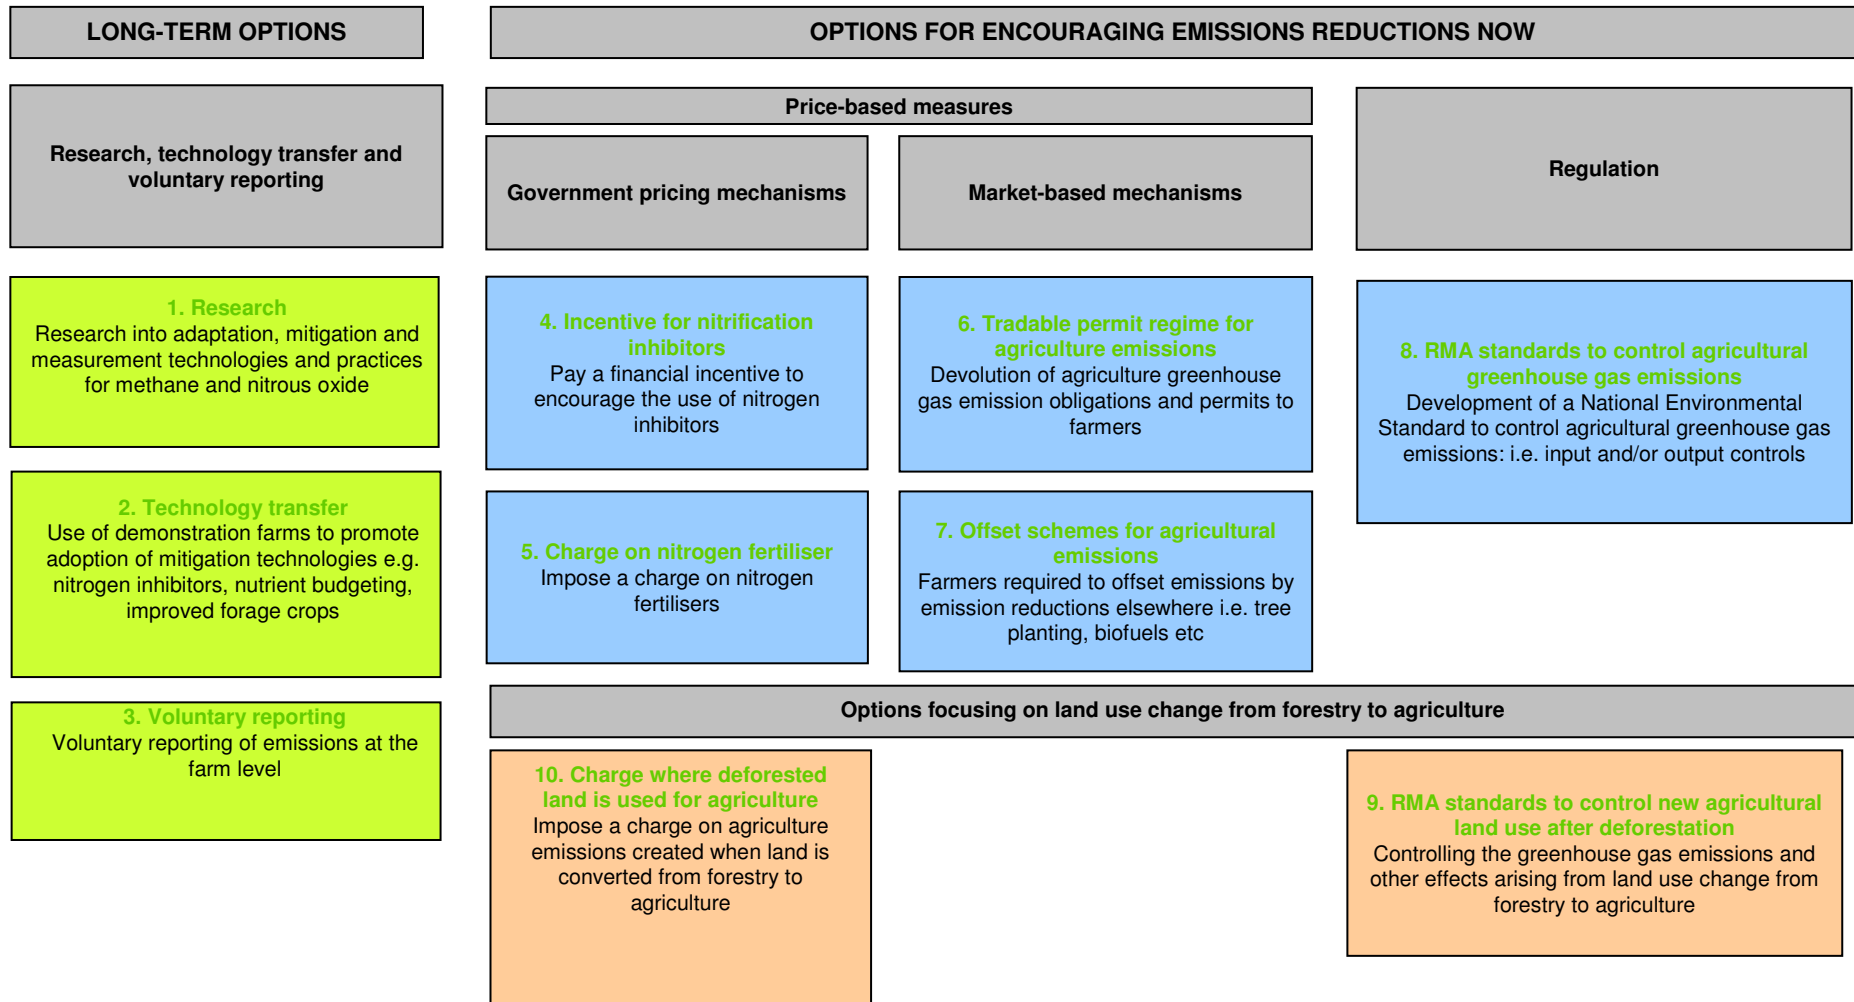 LONG-TERM OPTIONS
OPTIONS FOR ENCOURAGING EMISSIONS REDUCTIONS NOW
Research, technology transfer and
voluntary reporting
Price-based measures
Government pricing mechanisms
Market-based mechanisms
Regulation
1. Research
Research into adaptation, mitigation and
measurement technologies and practices
for methane and nitrous oxide
2. Technology transfer
Use of demonstration farms to promote
adoption of mitigation technologies e.g.
nitrogen inhibitors, nutrient budgeting,
improved forage crops
3. Voluntary reporting
Voluntary reporting of emissions at the
farm level
4. Incentive for nitrification
inhibitors
Pay a financial incentive to
encourage the use of nitrogen
inhibitors
5. Charge on nitrogen fertiliser
Impose a charge on nitrogen
fertilisers
6. Tradable permit regime for
agriculture emissions
Devolution of agriculture greenhouse
gas emission obligations and permits to
farmers
7. Offset schemes for agricultural
emissions
Farmers required to offset emissions by
emission reductions elsewhere i.e. tree
planting, biofuels etc
8. RMA standards to control agricultural
greenhouse gas emissions
Development of a National Environmental
Standard to control agricultural greenhouse gas
emissions: i.e. input and/or output controls
Options focusing on land use change from forestry to agriculture
10. Charge where deforested
land is used for agriculture
Impose a charge on agriculture
emissions created when land is
converted from forestry to
agriculture
9. RMA standards to control new agricultural
land use after deforestation
Controlling the greenhouse gas emissions and
other effects arising from land use change from
forestry to agriculture